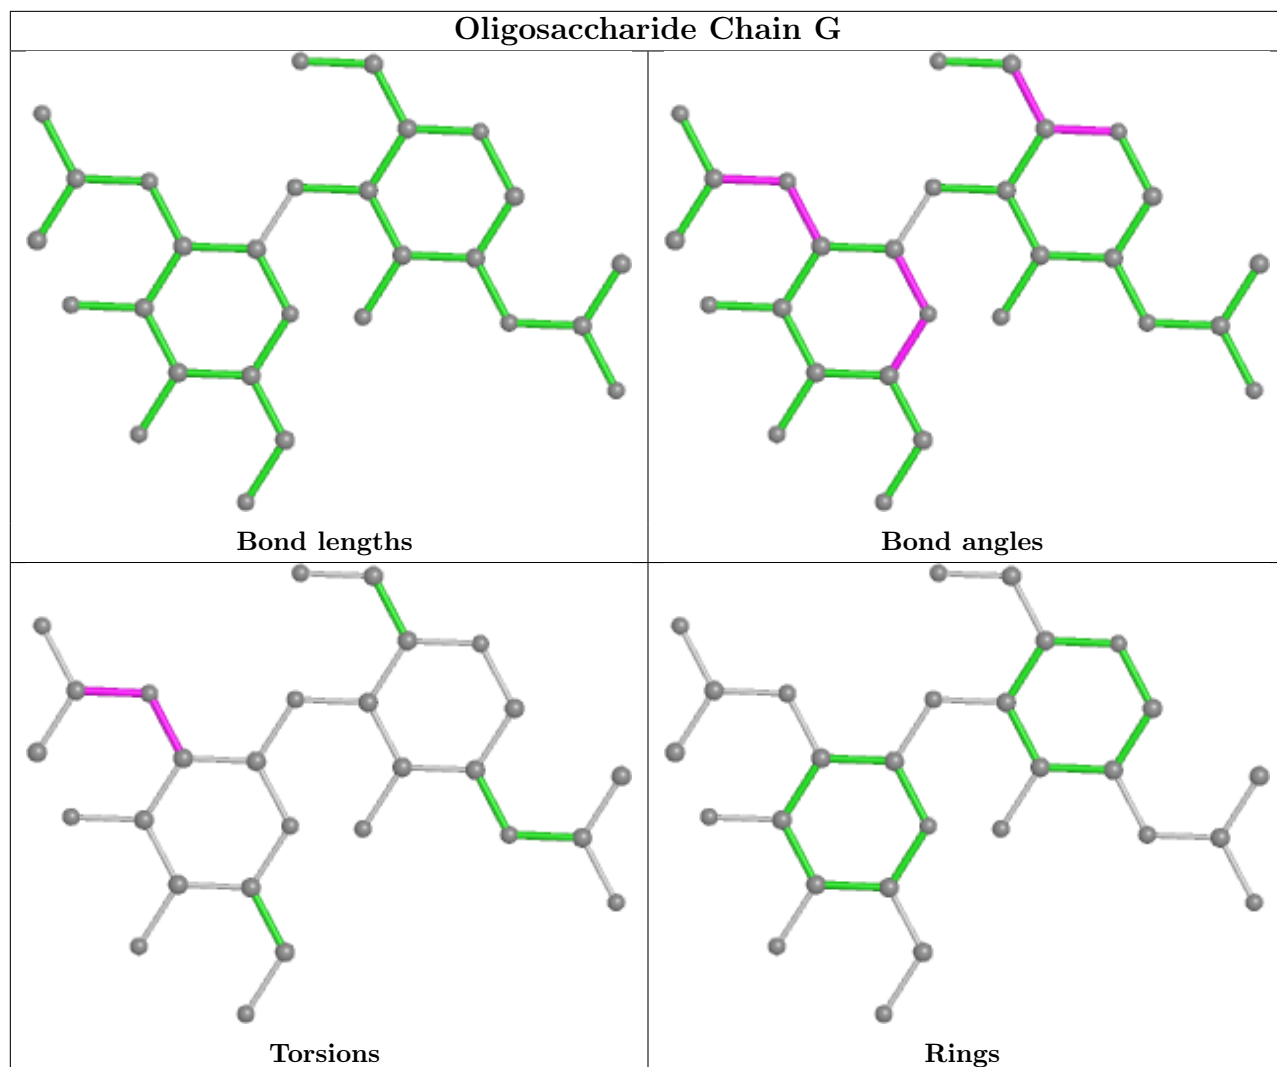 Oligosaccharide Chain G
Bond lengths
Bond angles
Torsions
Rings